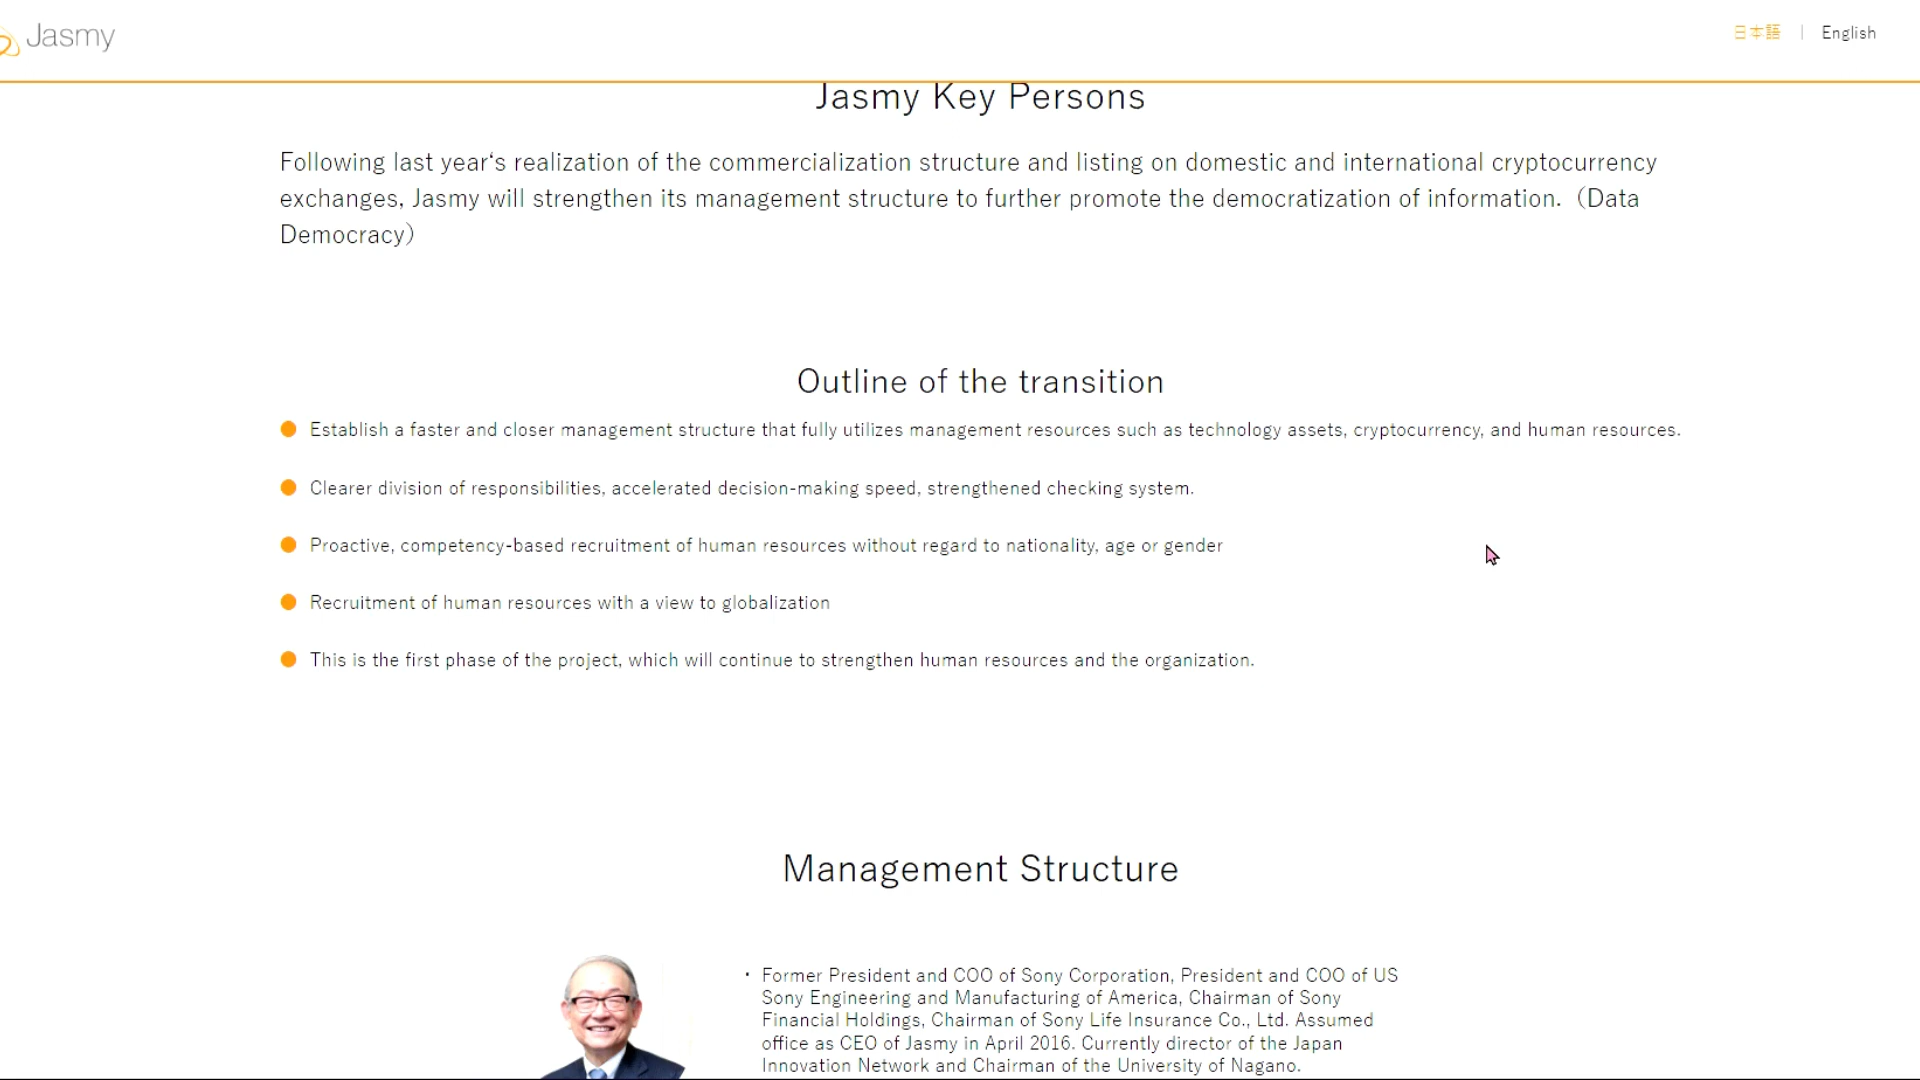 Jasmy
日本語 | English
Jasmy Key Persons
Following last year‘s realization of the commercialization structure and listing on domestic and international cryptocurrency
exchanges, Jasmy will strengthen its management structure to further promote the democratization of information.（Data
Democracy）
Outline of the transition
Establish a faster and closer management structure that fully utilizes management resources such as technology assets, cryptocurrency, and human resources.
Clearer division of responsibilities, accelerated decision-making speed, strengthened checking system.
Proactive, competency-based recruitment of human resources without regard to nationality, age or gender
Recruitment of human resources with a view to globalization
This is the first phase of the project, which will continue to strengthen human resources and the organization.
Management Structure
・Former President and COO of Sony Corporation, President and COO of US
Sony Engineering and Manufacturing of America, Chairman of Sony
Financial Holdings, Chairman of Sony Life Insurance Co., Ltd. Assumed
office as CEO of Jasmy in April 2016. Currently director of the Japan
Innovation Network and Chairman of the University of Nagano.